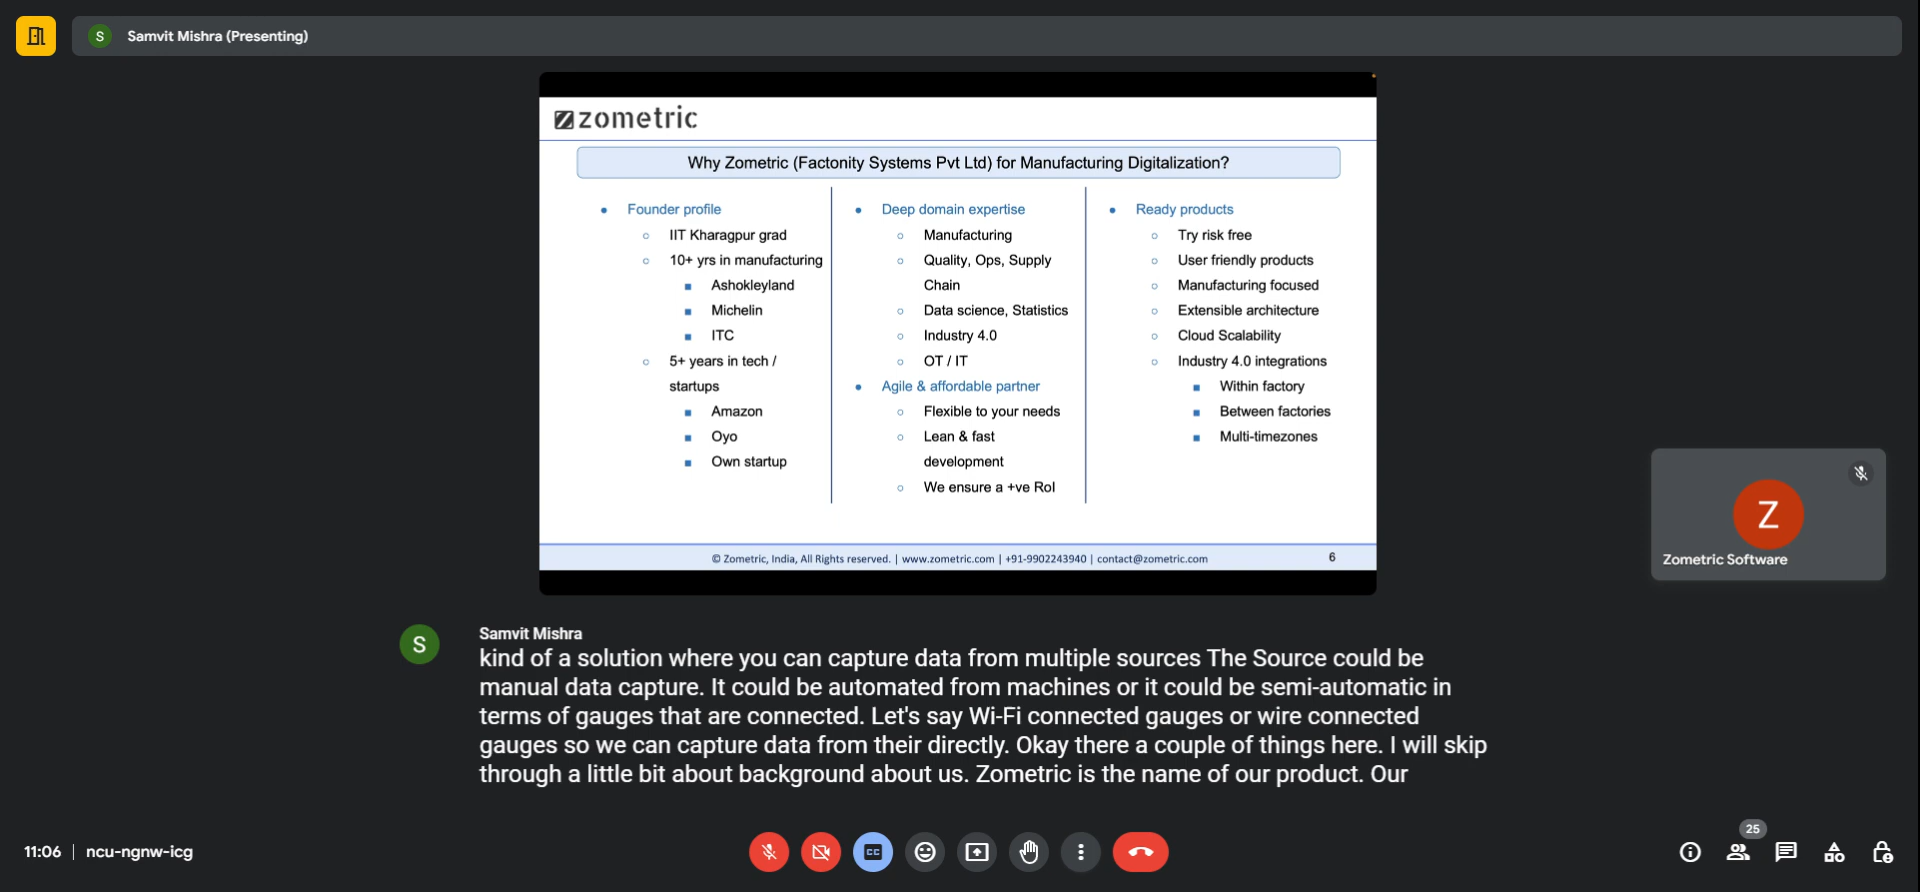 S
Samvit Mishra (Presenting)
zometric
Why Zometric (Factonity Systems Pvt Ltd) for Manufacturing Digitalization?
Founder profile
IIT Kharagpur grad
10+ yrs in manufacturing
Ashokleyland
Michelin
ITC
5+ years in tech /
startups
Amazon
Oyo
Own startup
Deep domain expertise
Manufacturing
Quality, Ops, Supply
Chain
Data science, Statistics
Industry 4.0
OT / IT
Agile & affordable partner
Flexible to your needs
Lean & fast
development
We ensure a +ve RoI
Ready products
Try risk free
User friendly products
Manufacturing focused
Extensible architecture
Cloud Scalability
Industry 4.0 integrations
Within factory
Between factories
Multi-timezones
© Zometric, India, All Rights reserved. | www.zometric.com | +91-9902243940 | contact@zometric.com
6
Z
Zometric Software
S
Samvit Mishra
kind of a solution where you can capture data from multiple sources The Source could be
manual data capture. It could be automated from machines or it could be semi-automatic in
terms of gauges that are connected. Let's say Wi-Fi connected gauges or wire connected
gauges so we can capture data from their directly. Okay there a couple of things here. I will skip
through a little bit about background about us. Zometric is the name of our product. Our
11:06 | ncu-ngnw-icg
CC
25